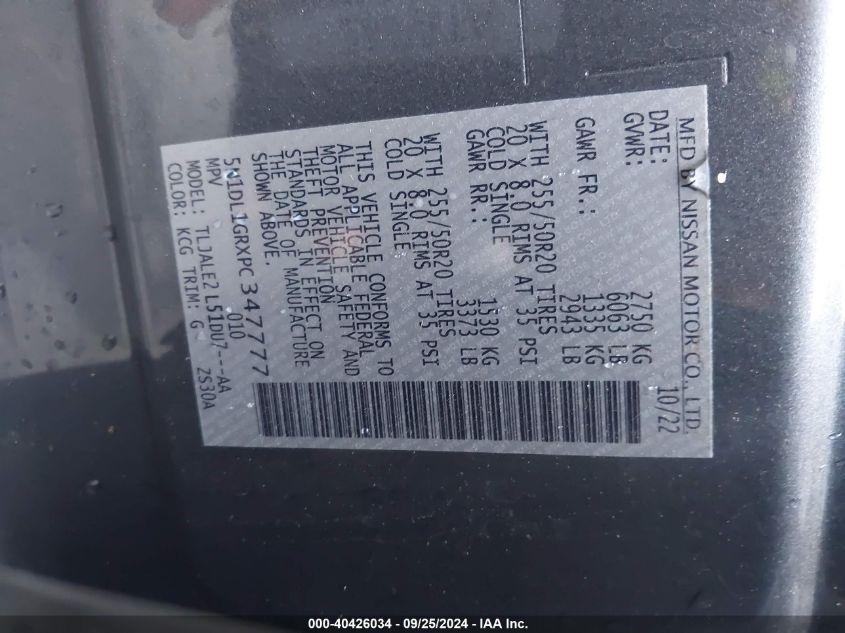 MFD BY NISSAN MOTOR CO., LTD.
DATE: 10/22
GVWR: 2750 KG
6063 LB
GAWR FR.: 1335 KG
2943 LB
WITH 255/50R20 TIRES
20 X 8.0 RIMS AT 35 PSI
COLD SINGLE
GAWR RR.: 1530 KG
3373 LB
WITH 255/50R20 TIRES
20 X 8.0 RIMS AT 35 PSI
COLD SINGLE
THIS VEHICLE CONFORMS TO
ALL APPLICABLE FEDERAL
MOTOR VEHICLE SAFETY AND
THEFT PREVENTION
STANDARDS IN EFFECT ON
THE DATE OF MANUFACTURE
SHOWN ABOVE.
5N1DL1GRXPC347777
MPV 010
MODEL: TLJALE2 L51DU7---AA
COLOR: KCG TRIM: G 2S30A
000-40426034 - 09/25/2024 - IAA Inc.